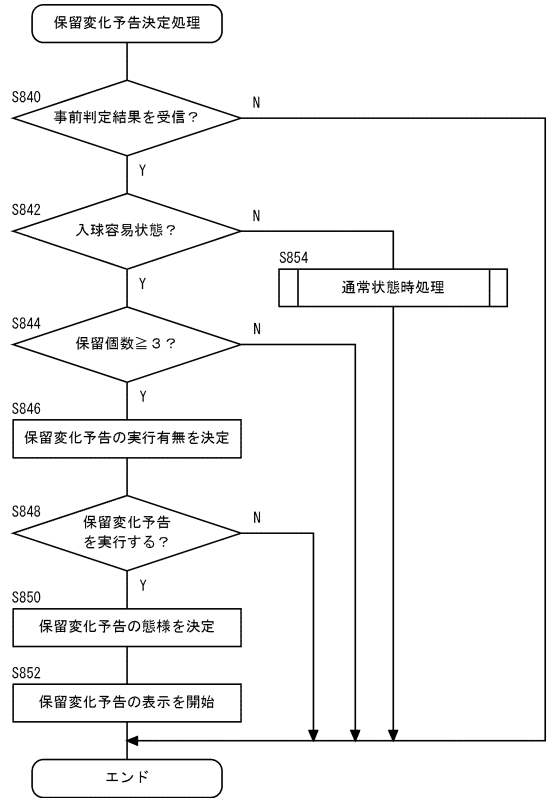 保留変化予告決定処理
S840
事前判定結果を受信？
N
Y
S842
入球容易状態？
N
Y
S854
通常状態時処理
S844
保留個数≧３？
N
Y
S846
保留変化予告の実行有無を決定
S848
保留変化予告
を実行する？
N
Y
S850
保留変化予告の態様を決定
S852
保留変化予告の表示を開始
エンド